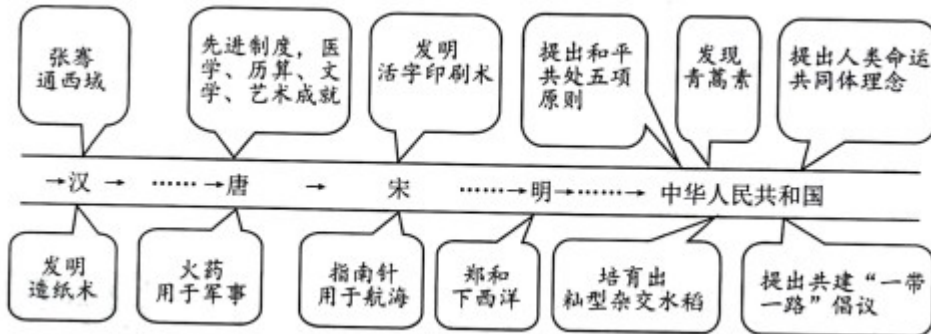 张骞
通西域
先进制度，医
学、历算、文
学、艺术成就
发明
活字印刷术
提出和平
共处五项
原则
发现
青蒿素
提出人类命运
共同体理念
→汉→ ……→唐 → 宋 ……→明→……→中华人民共和国
发明
造纸术
火药
用于军事
指南针
用于航海
郑和
下西洋
培育出
籼型杂交水稻
提出共建“一带
一路”倡议